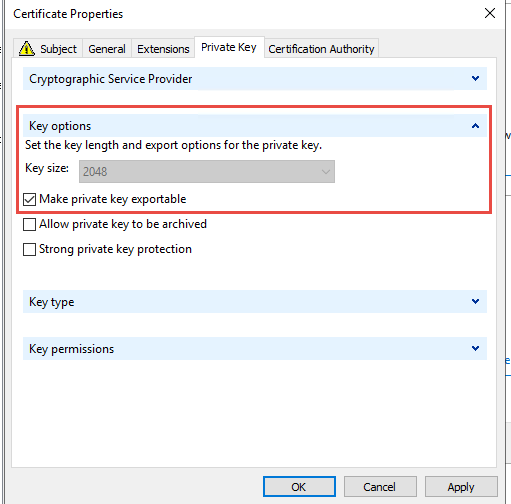 Certificate Properties
Subject General Extensions Private Key Certification Authority
Cryptographic Service Provider
Key options
Set the key length and export options for the private key.
Key size: 2048
Make private key exportable
Allow private key to be archived
Strong private key protection
Key type
Key permissions
OK Cancel Apply